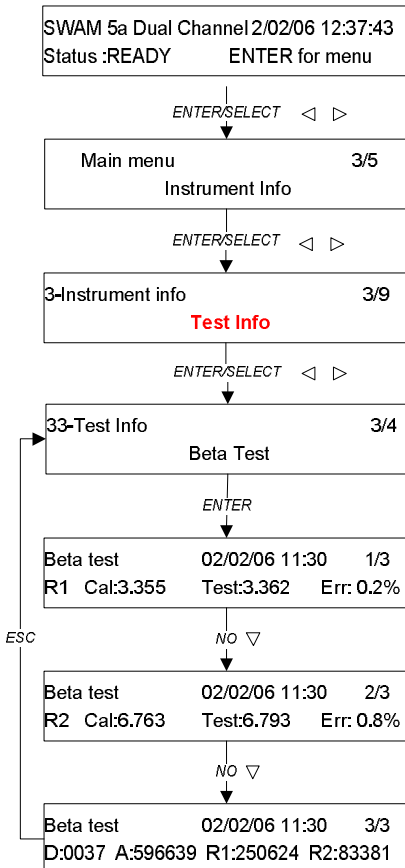 SWAM 5a Dual Channel 2/02/06 12:37:43
Status :READY ENTER for menu
ENTER/SELECT ◁ ▷
Main menu 3/5
Instrument Info
ENTER/SELECT ◁ ▷
3-Instrument info 3/9
Test Info
ENTER/SELECT ◁ ▷
33-Test Info 3/4
Beta Test
ENTER
Beta test 02/02/06 11:30 1/3
R1 Cal:3.355 Test:3.362 Err: 0.2%
ESC
NO ▽
Beta test 02/02/06 11:30 2/3
R2 Cal:6.763 Test:6.793 Err: 0.8%
NO ▽
Beta test 02/02/06 11:30 3/3
D:0037 A:596639 R1:250624 R2:83381